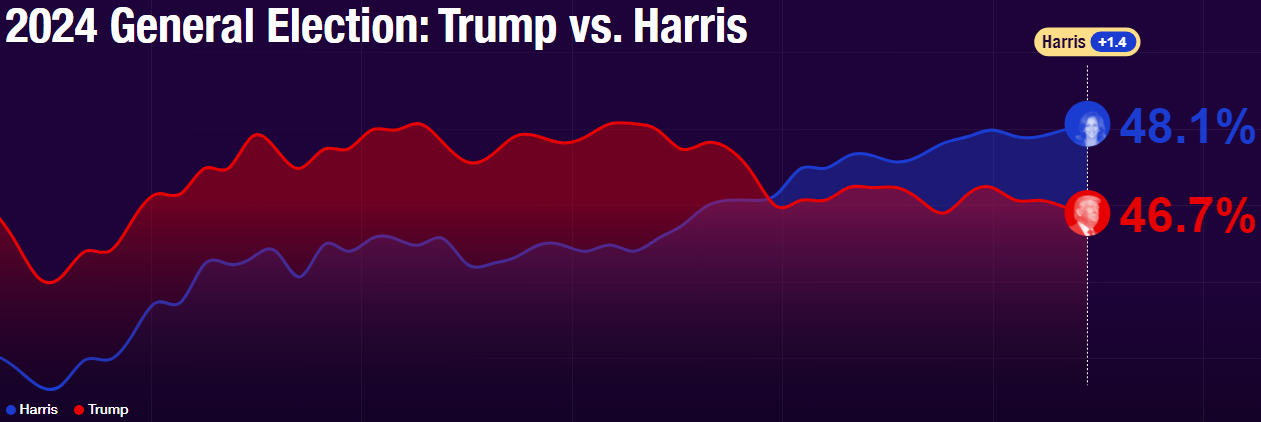 2024 General Election: Trump vs. Harris
Harris +1.4
48.1%
46.7%
Harris Trump